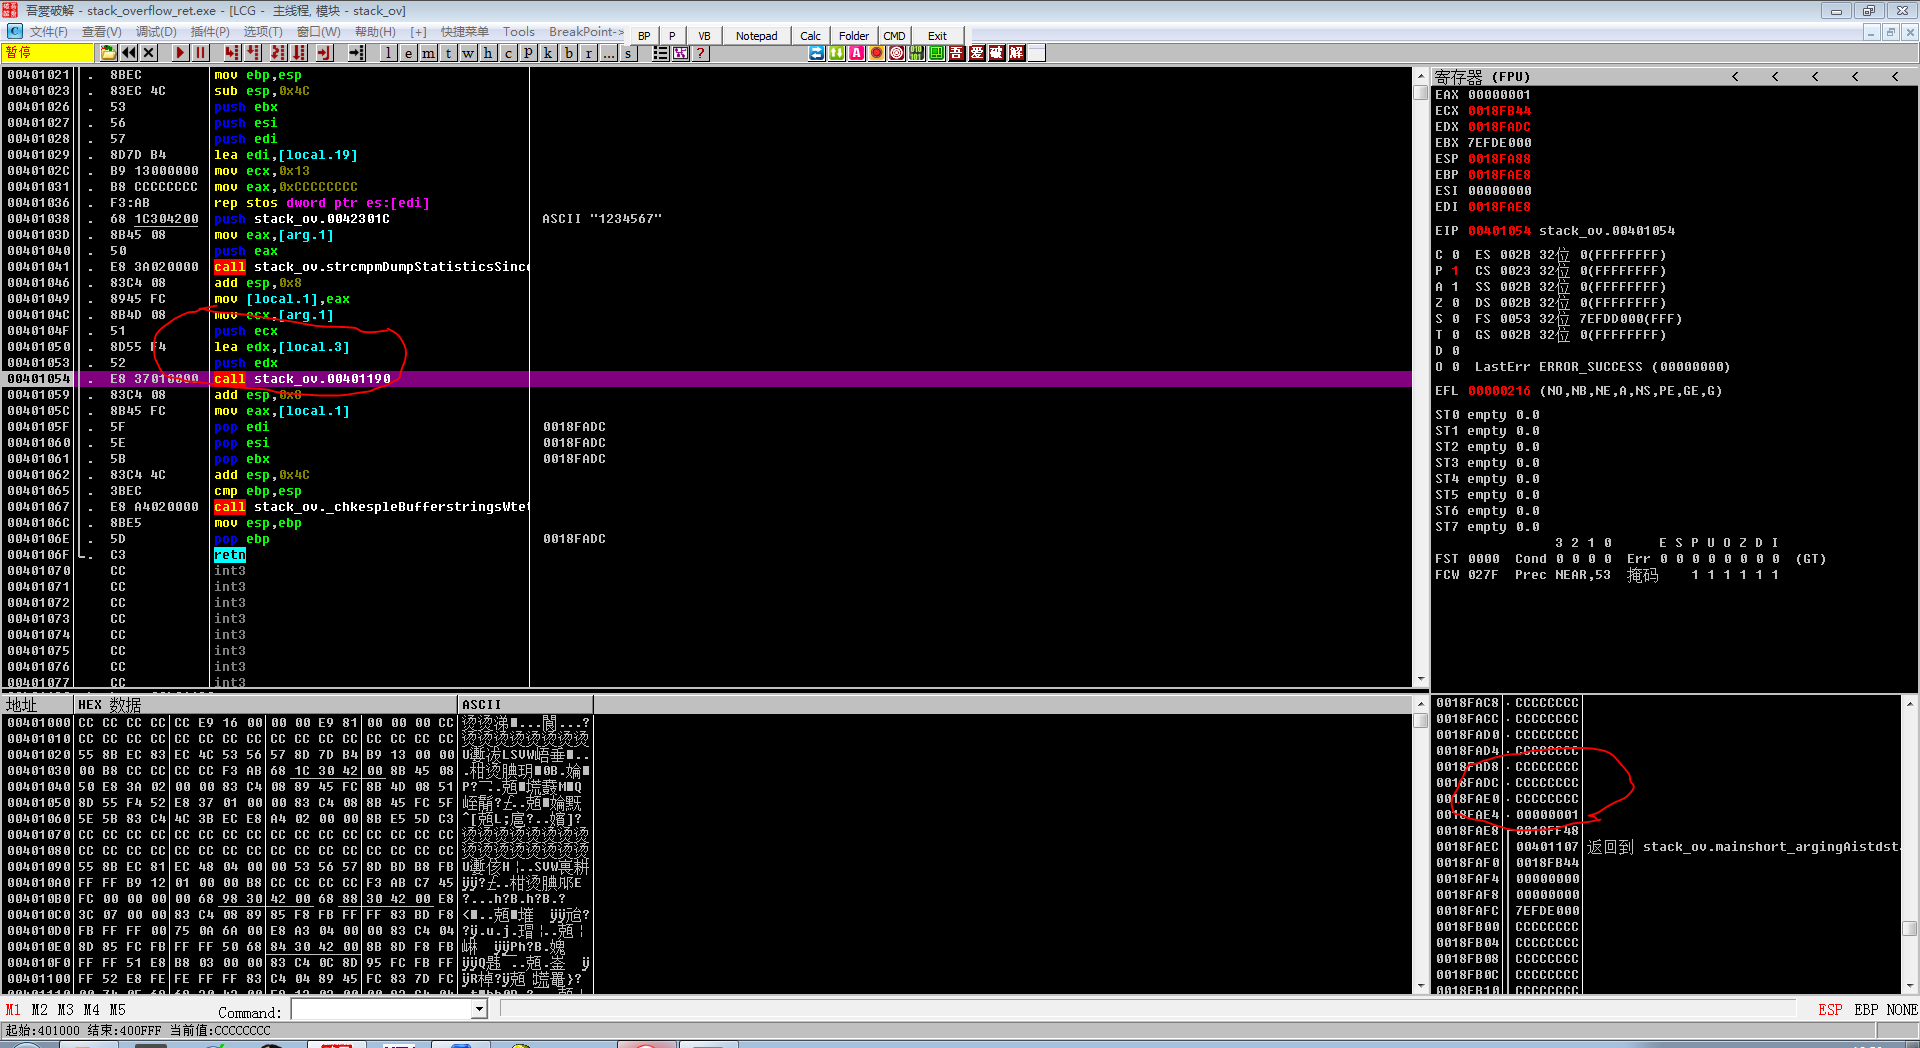 吾愛破解 - stack_overflow_ret.exe - [LCG - 主线程, 模块 - stack_ov]
文件(F) 查看(V) 调试(D) 插件(P) 选项(T) 窗口(W) 帮助(H) [+] 快捷菜单 Tools BreakPoint-> BP P VB Notepad Calc Folder CMD Exit
暂停 l e m t w h c p k b r ... s ? 吾 爱 破 解
00401021 . 8BEC mov ebp,esp
00401023 . 83EC 4C sub esp,0x4C
00401026 . 53 push ebx
00401027 . 56 push esi
00401028 . 57 push edi
00401029 . 8D7D B4 lea edi,[local.19]
0040102C . B9 13000000 mov ecx,0x13
00401031 . B8 CCCCCCCC mov eax,0xCCCCCCCC
00401036 . F3:AB rep stos dword ptr es:[edi]
00401038 . 68 1C304200 push stack_ov.0042301C ASCII "1234567"
0040103D . 8B45 08 mov eax,[arg.1]
00401040 . 50 push eax
00401041 . E8 3A020000 call stack_ov.strcmpmDumpStatisticsSince
00401046 . 83C4 08 add esp,0x8
00401049 . 8945 FC mov [local.1],eax
0040104C . 8B4D 08 mov ecx,[arg.1]
0040104F . 51 push ecx
00401050 . 8D55 F4 lea edx,[local.3]
00401053 . 52 push edx
00401054 . E8 37010000 call stack_ov.00401190
00401059 . 83C4 08 add esp,0x8
0040105C . 8B45 FC mov eax,[local.1]
0040105F . 5F pop edi 0018FADC
00401060 . 5E pop esi 0018FADC
00401061 . 5B pop ebx 0018FADC
00401062 . 83C4 4C add esp,0x4C
00401065 . 3BEC cmp ebp,esp
00401067 . E8 A4020000 call stack_ov._chkespleBufferstringsWtet
0040106C . 8BE5 mov esp,ebp
0040106E . 5D pop ebp 0018FADC
0040106F . C3 retn
00401070 CC int3
00401071 CC int3
00401072 CC int3
00401073 CC int3
00401074 CC int3
00401075 CC int3
00401076 CC int3
00401077 CC int3
寄存器 (FPU) < < < < <
EAX 00000001
ECX 0018FB44
EDX 0018FADC
EBX 7EFDE000
ESP 0018FA88
EBP 0018FAE8
ESI 00000000
EDI 0018FAE8
EIP 00401054 stack_ov.00401054
C 0 ES 002B 32位 0(FFFFFFFF)
P 1 CS 0023 32位 0(FFFFFFFF)
A 1 SS 002B 32位 0(FFFFFFFF)
Z 0 DS 002B 32位 0(FFFFFFFF)
S 0 FS 0053 32位 7EFDD000(FFF)
T 0 GS 002B 32位 0(FFFFFFFF)
D 0
O 0 LastErr ERROR_SUCCESS (00000000)
EFL 00000216 (NO,NB,NE,A,NS,PE,GE,G)
ST0 empty 0.0
ST1 empty 0.0
ST2 empty 0.0
ST3 empty 0.0
ST4 empty 0.0
ST5 empty 0.0
ST6 empty 0.0
ST7 empty 0.0
3 2 1 0 E S P U O Z D I
FST 0000 Cond 0 0 0 0 Err 0 0 0 0 0 0 0 0 (GT)
FCW 027F Prec NEAR,53 掩码 1 1 1 1 1 1
地址 HEX 数据 ASCII
00401000 CC CC CC CC CC E9 16 00 00 00 E9 81 00 00 00 CC
00401010 CC CC CC CC CC CC CC CC CC CC CC CC CC CC CC CC 烫烫烫烫烫烫烫烫
00401020 55 8B EC 83 EC 4C 53 56 57 8D 7D B4 B9 13 00 00
00401030 00 B8 CC CC CC CC F3 AB 68 1C 30 42 00 8B 45 08
00401040 50 E8 3A 02 00 00 83 C4 08 89 45 FC 8B 4D 08 51
00401050 8D 55 F4 52 E8 37 01 00 00 83 C4 08 8B 45 FC 5F
00401060 5E 5B 83 C4 4C 3B EC E8 A4 02 00 00 8B E5 5D C3
00401070 CC CC CC CC CC CC CC CC CC CC CC CC CC CC CC CC 烫烫烫烫烫烫烫烫
00401080 CC CC CC CC CC CC CC CC CC CC CC CC CC CC CC CC 烫烫烫烫烫烫烫烫
00401090 55 8B EC 81 EC 48 04 00 00 53 56 57 8D BD B8 FB
004010A0 FF FF B9 12 01 00 00 B8 CC CC CC CC F3 AB C7 45
004010B0 FC 00 00 00 00 68 98 30 42 00 68 88 30 42 00 E8 ?...h?B.h?B.?
004010C0 3C 07 00 00 83 C4 08 89 85 F8 FB FF FF 83 BD F8
004010D0 FB FF FF 00 75 0A 6A 00 E8 A3 04 00 00 83 C4 04
004010E0 8D 85 FC FB FF FF 50 68 84 30 42 00 8B 8D F8 FB
004010F0 FF FF 51 E8 B8 03 00 00 83 C4 0C 8D 95 FC FB FF
00401100 FF 52 E8 FE FE FF FF 83 C4 04 89 45 FC 83 7D FC
0018FAC8 CCCCCCCC
0018FACC CCCCCCCC
0018FAD0 CCCCCCCC
0018FAD4 CCCCCCCC
0018FAD8 CCCCCCCC
0018FADC CCCCCCCC
0018FAE0 CCCCCCCC
0018FAE4 00000001
0018FAE8 0018FF48
0018FAEC 00401107 返回到 stack_ov.mainshort_argingAistdsta
0018FAF0 0018FB44
0018FAF4 00000000
0018FAF8 00000000
0018FAFC 7EFDE000
0018FB00 CCCCCCCC
0018FB04 CCCCCCCC
0018FB08 CCCCCCCC
0018FB0C CCCCCCCC
0018FB10 CCCCCCCC
M1 M2 M3 M4 M5 Command: ESP EBP NONE
起始:401000 结束:400FFF 当前值:CCCCCCCC